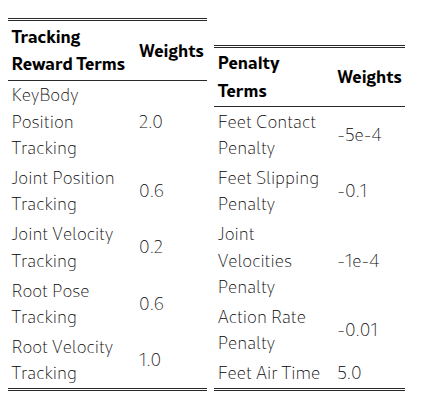 Tracking
Reward Terms Weights
KeyBody
Position 2.0
Tracking
Joint Position
Tracking 0.6
Joint Velocity
Tracking 0.2
Root Pose
Tracking 0.6
Root Velocity
Tracking 1.0
Penalty
Terms Weights
Feet Contact
Penalty -5e-4
Feet Slipping
Penalty -0.1
Joint
Velocities -1e-4
Penalty
Action Rate
Penalty -0.01
Feet Air Time 5.0